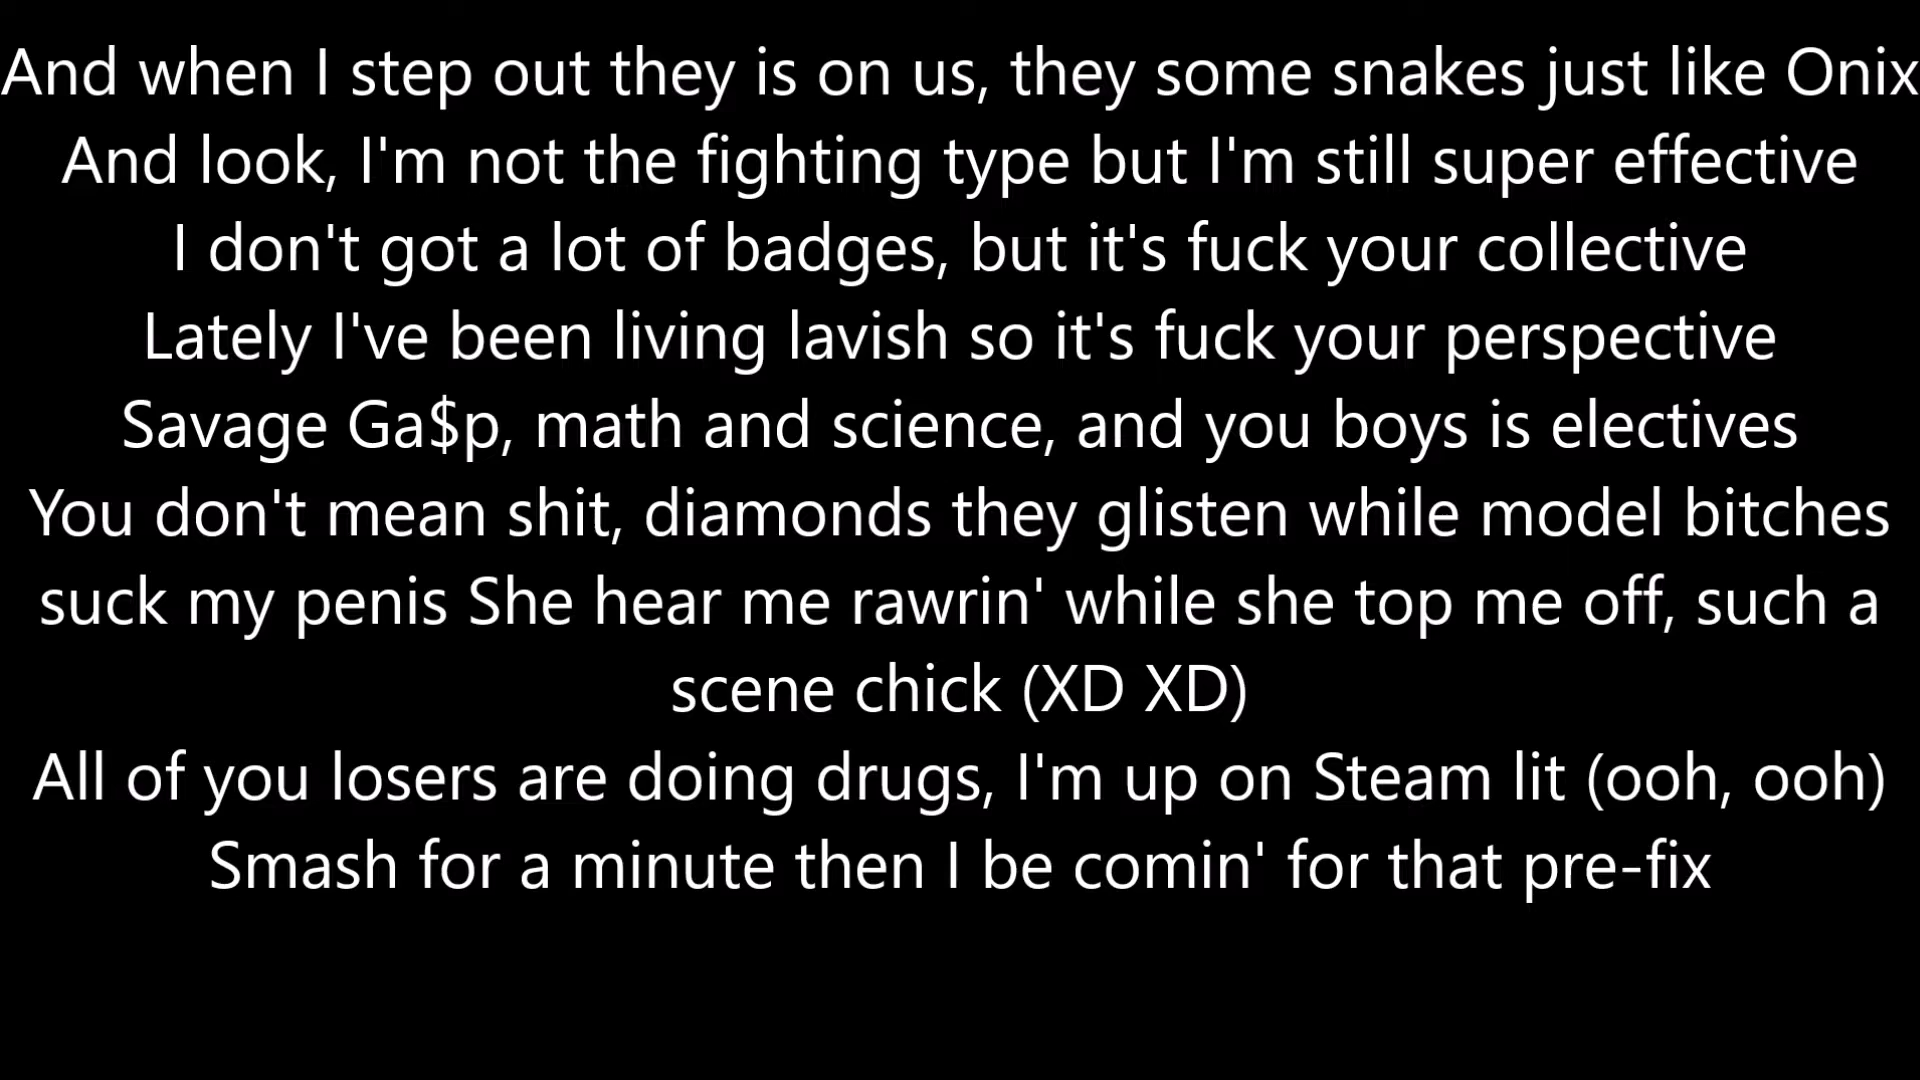 And when I step out they is on us, they some snakes just like Onix
And look, I'm not the fighting type but I'm still super effective
I don't got a lot of badges, but it's fuck your collective
Lately I've been living lavish so it's fuck your perspective
Savage Ga$p, math and science, and you boys is electives
You don't mean shit, diamonds they glisten while model bitches
suck my penis She hear me rawrin' while she top me off, such a
scene chick (XD XD)
All of you losers are doing drugs, I'm up on Steam lit (ooh, ooh)
Smash for a minute then I be comin' for that pre-fix